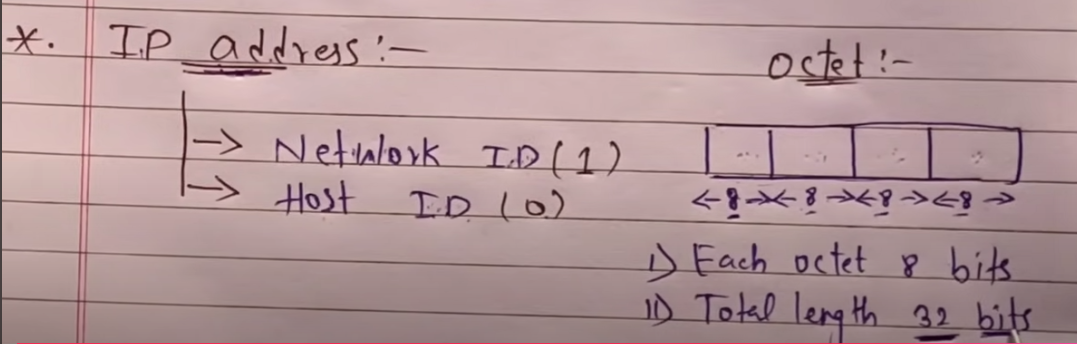 *. I.P address :-
→ Network I.D (1)
→ Host I.D (0)
Octet :-
←8→←8→←8→←8→
i) Each octet 8 bits
ii) Total length 32 bits